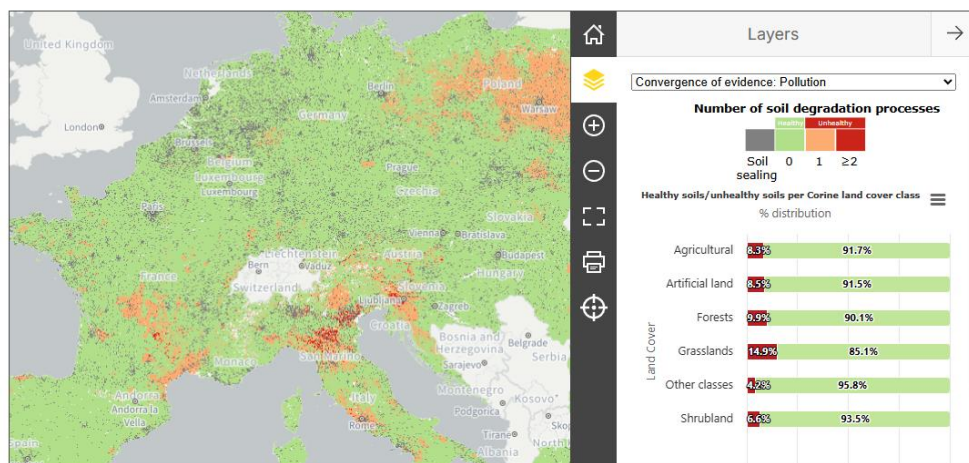 Layers
Convergence of evidence: Pollution
Number of soil degradation processes
Healthy Unhealthy
Soil sealing 0 1 ≥2
Healthy soils/unhealthy soils per Corine land cover class
% distribution
Land Cover
Agricultural 8.3% 91.7%
Artificial land 8.5% 91.5%
Forests 9.9% 90.1%
Grasslands 14.9% 85.1%
Other classes 4.2% 95.8%
Shrubland 6.6% 93.5%
United Kingdom
London
Netherlands
Amsterdam
Brussels
Belgium
Luxembourg
Luxembourg
Paris
France
Germany
Berlin
Poland
Warsaw
Prague
Czechia
Slovakia
Vienna
Bratislava
Budapest
Hungary
Liechtenstein
Vaduz
Bern
Switzerland
Austria
Slovenia
Ljubljana
Zagreb
Croatia
Bosnia and
Herzegovina
Sarajevo
Belgrade
Serbia
Montenegro
Podgorica
Kosovo*
Sko
Tirane
North
Albania
San Marino
Italy
Rome
Monaco
Andorra
Andorra la
Vella
Spain